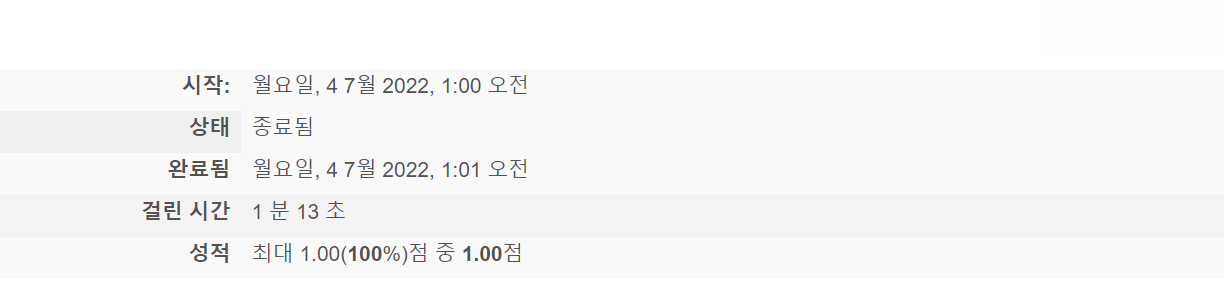 시작: 월요일, 4 7월 2022, 1:00 오전
상태 종료됨
완료됨 월요일, 4 7월 2022, 1:01 오전
걸린 시간 1 분 13 초
성적 최대 1.00(100%)점 중 1.00점